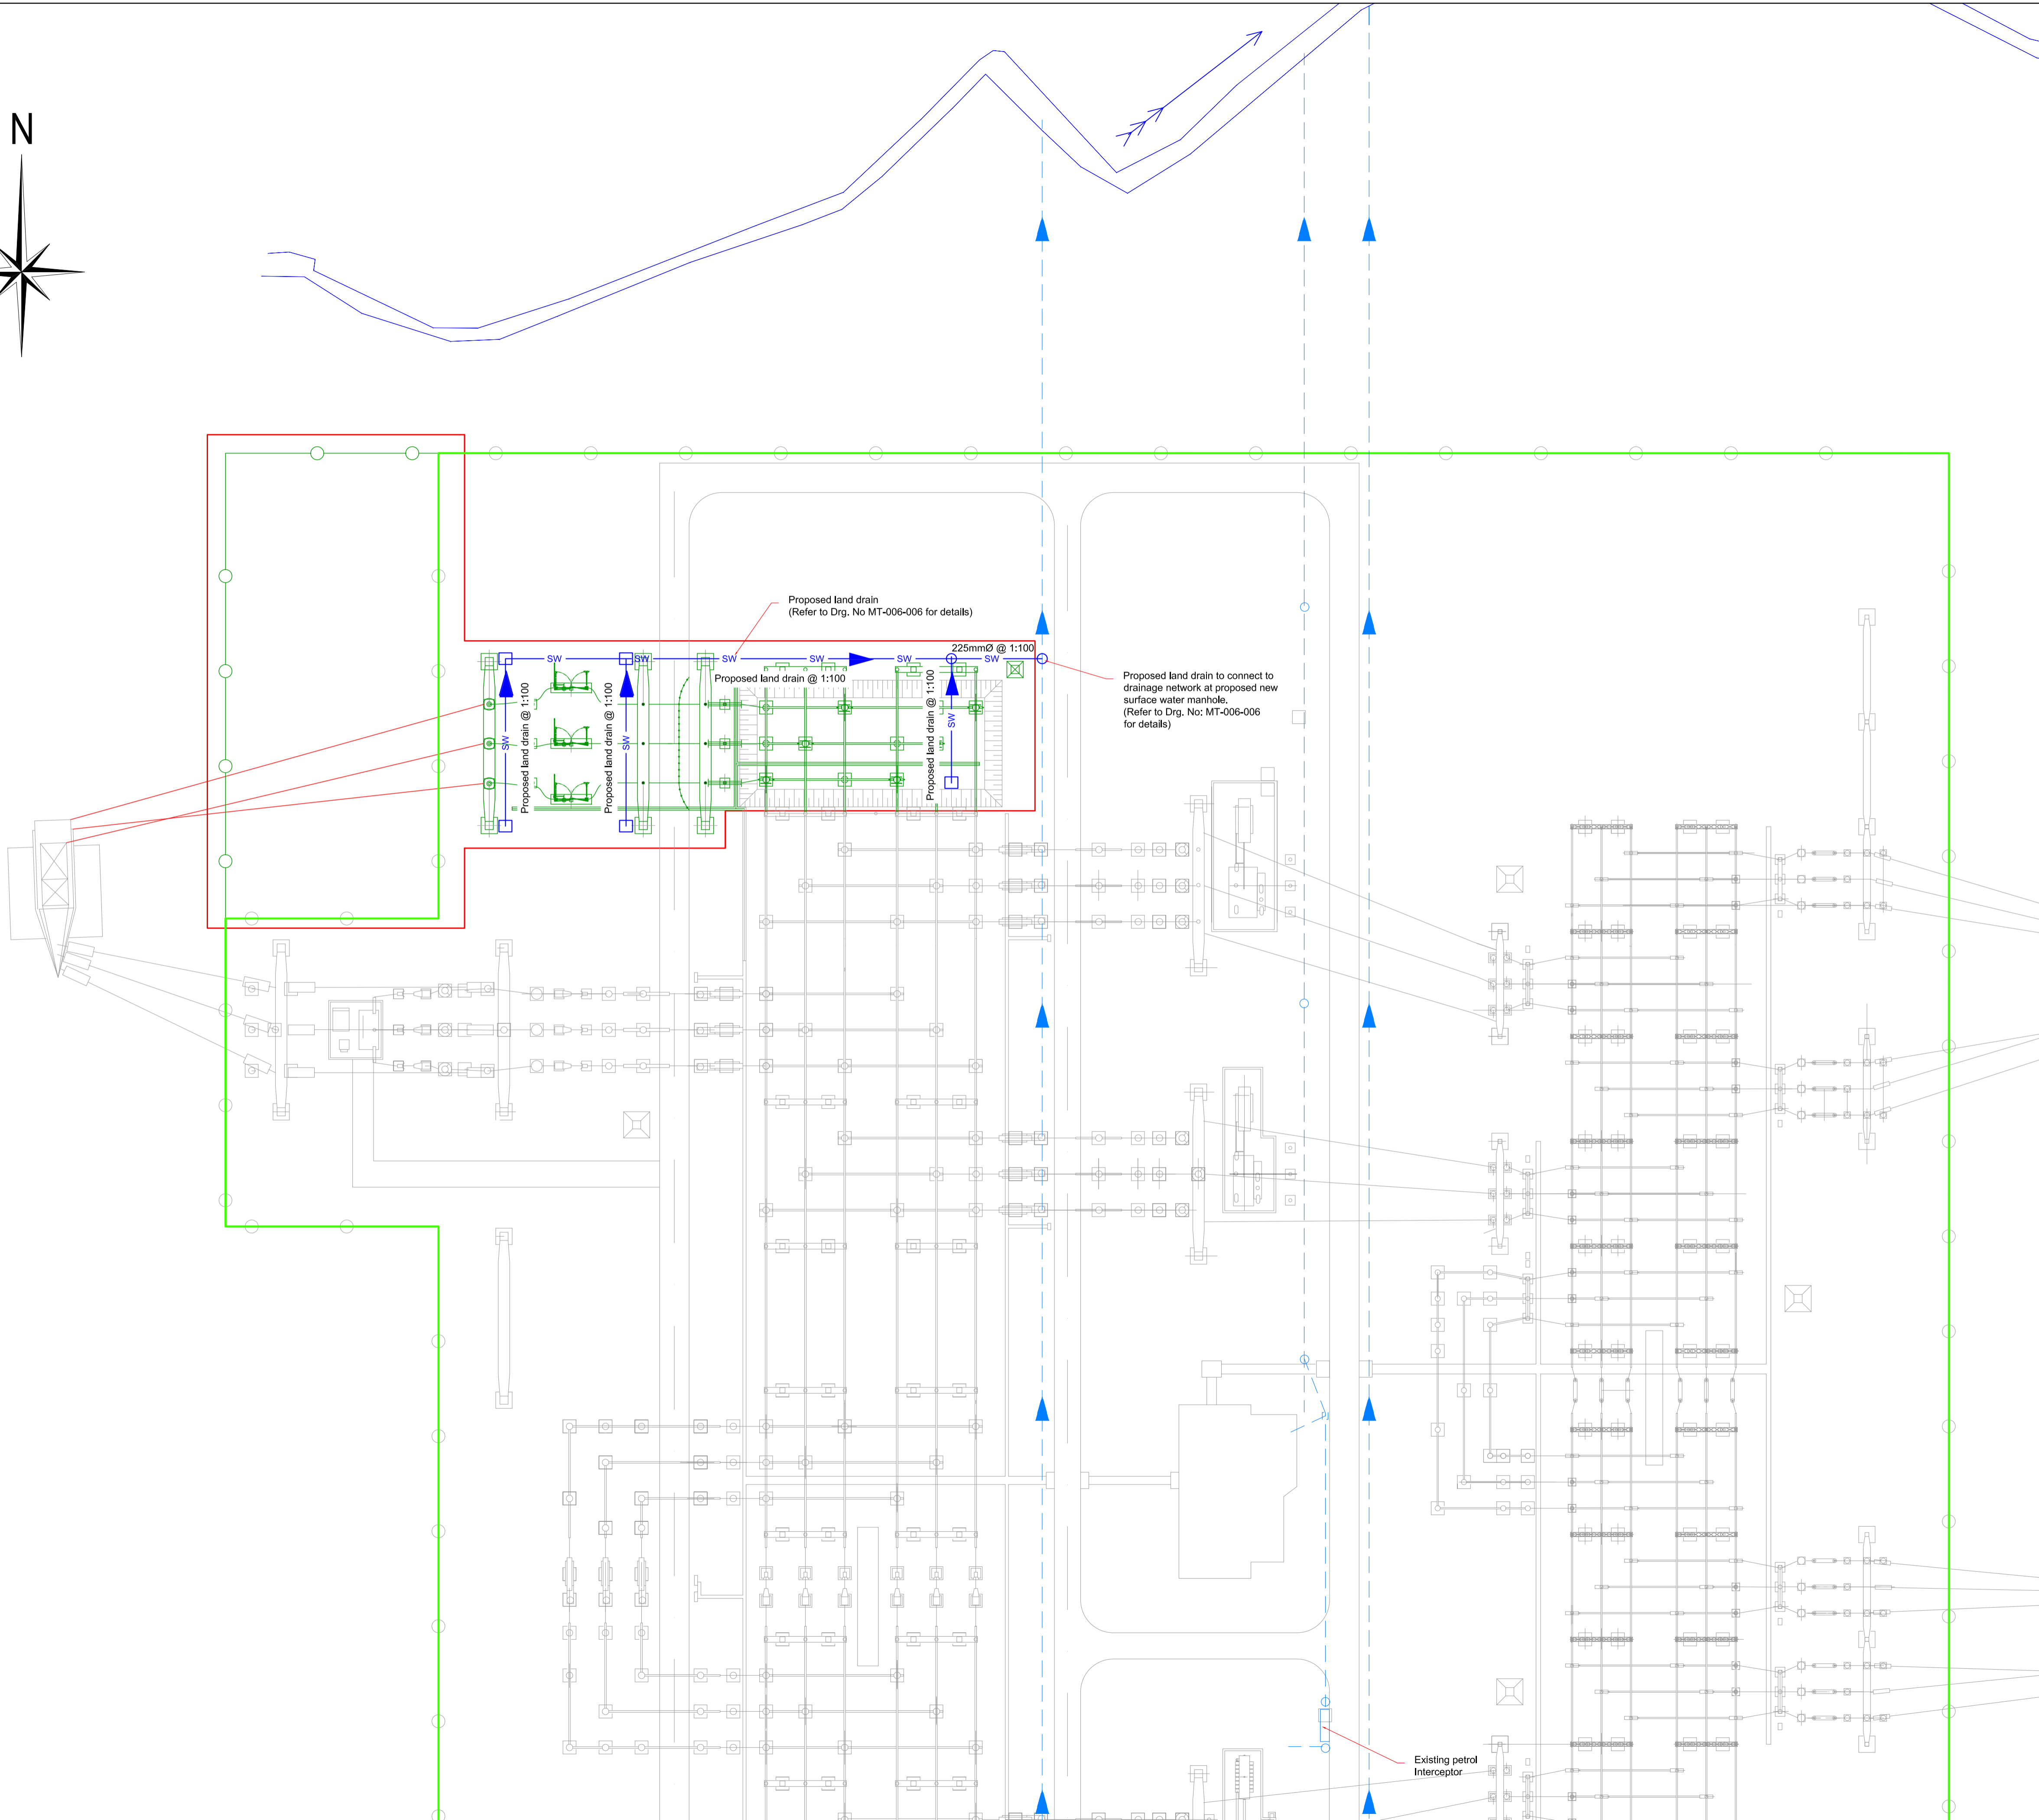 N
Proposed land drain
(Refer to Drg. No MT-006-006 for details)
225mmØ @ 1:100
SW
SW
SW
SW
SW
SW
Proposed land drain @ 1:100
Proposed land drain to connect to
drainage network at proposed new
surface water manhole.
(Refer to Drg. No: MT-006-006
for details)
SW
Proposed land drain @ 1:100
SW
Proposed land drain @ 1:100
SW
Proposed land drain @ 1:100
Existing petrol
Interceptor